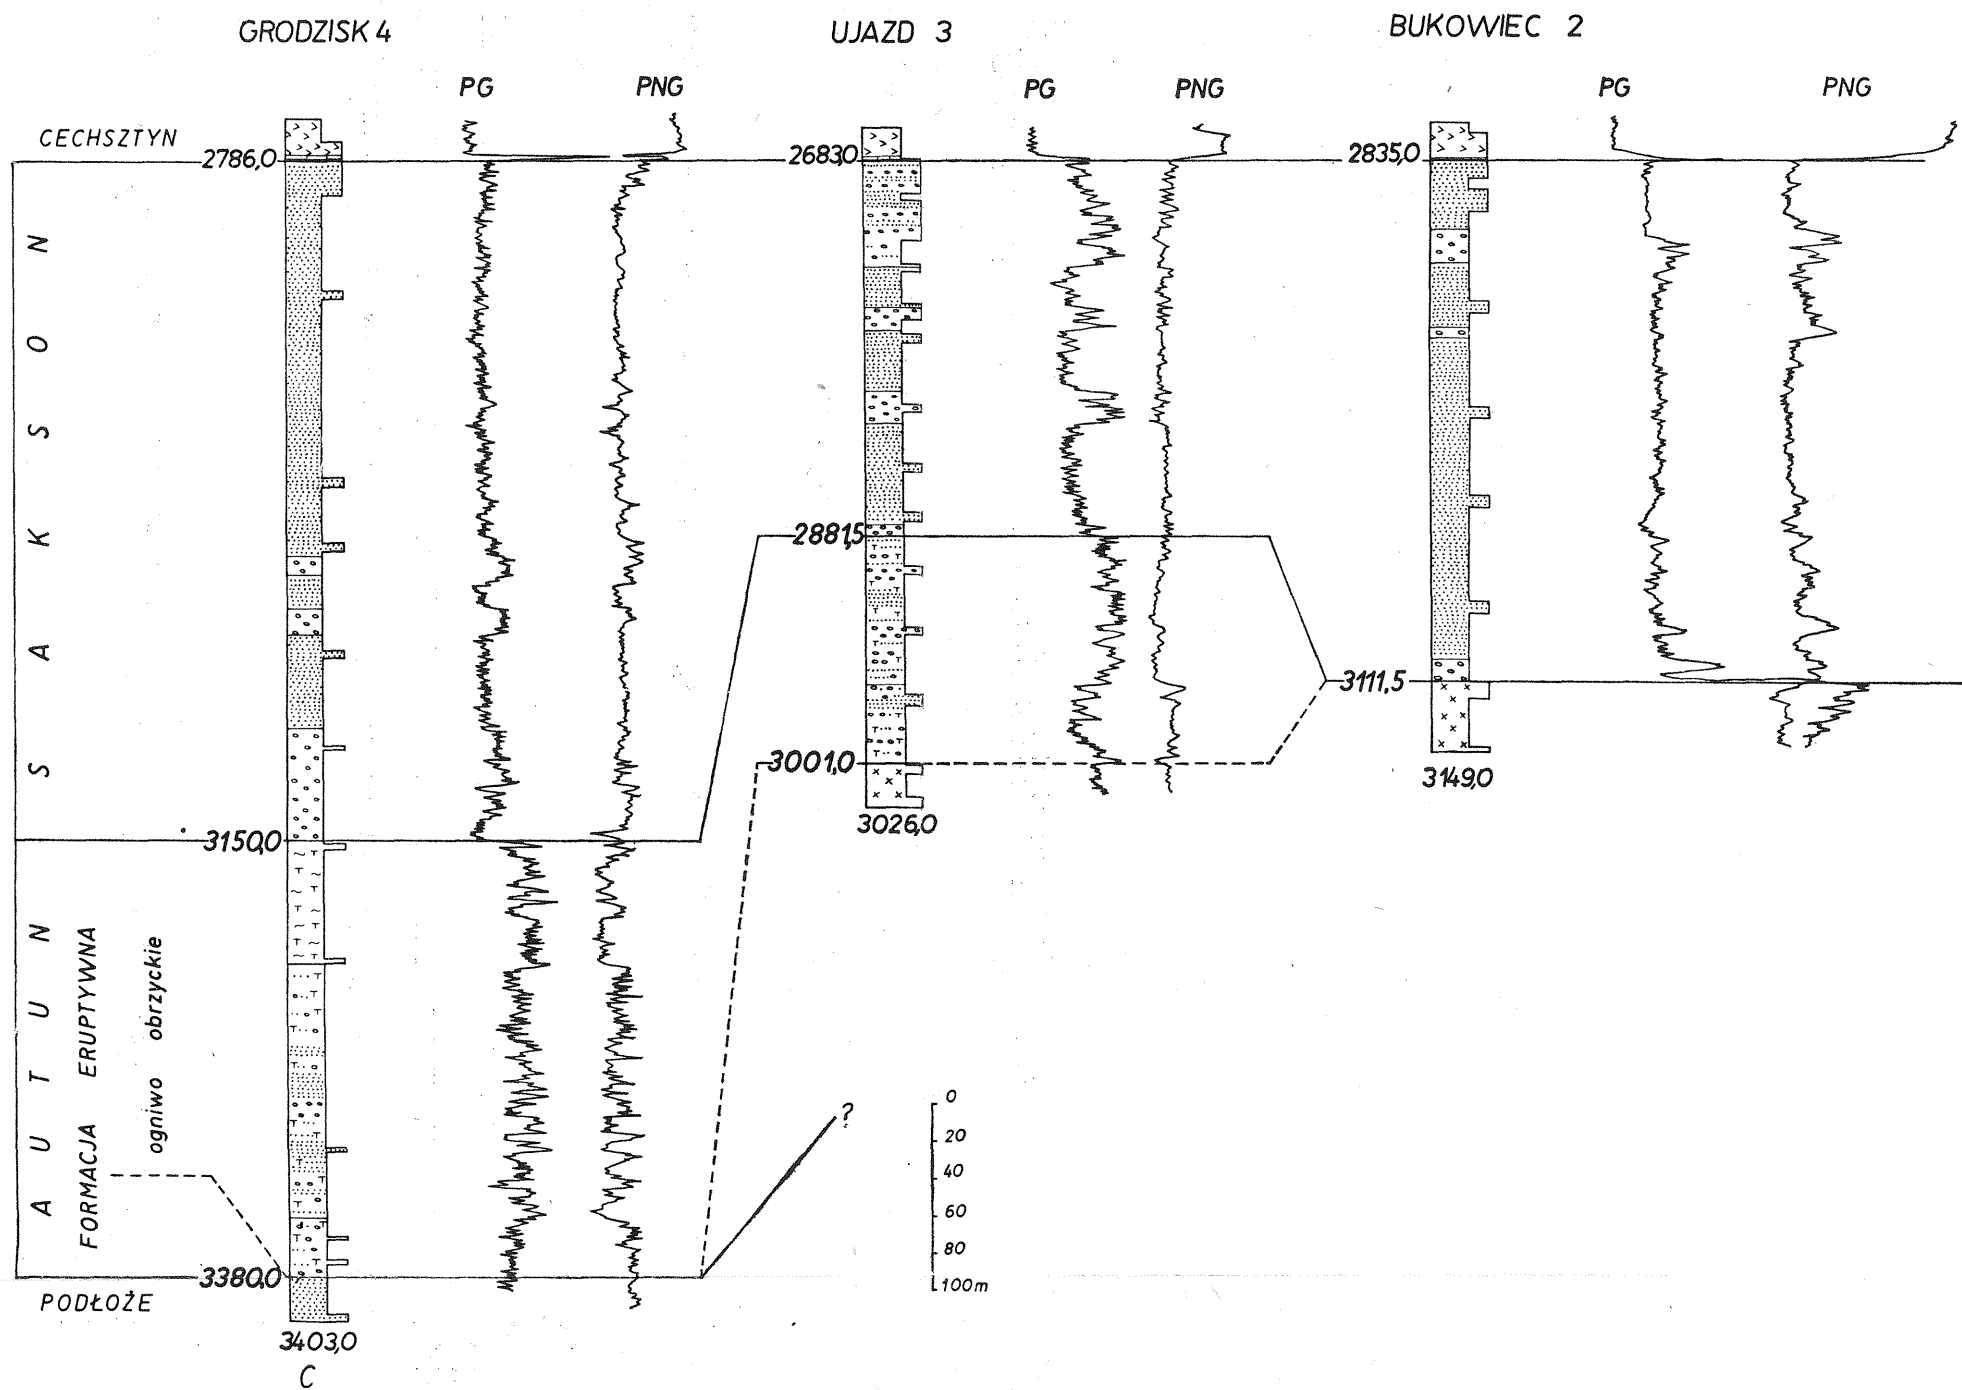 GRODZISK 4
UJAZD 3
BUKOWIEC 2
PG PNG
PG PNG
PG PNG
CECHSZTYN
2786,0
2683,0
2835,0
SAKSON
2881,5
3111,5
3001,0
3149,0
3026,0
3150,0
AUTUN
FORMACJA ERUPTYWNA
ogniwo obrzyckie
?
0
20
40
60
80
100m
3380,0
PODŁOŻE
3403,0
C